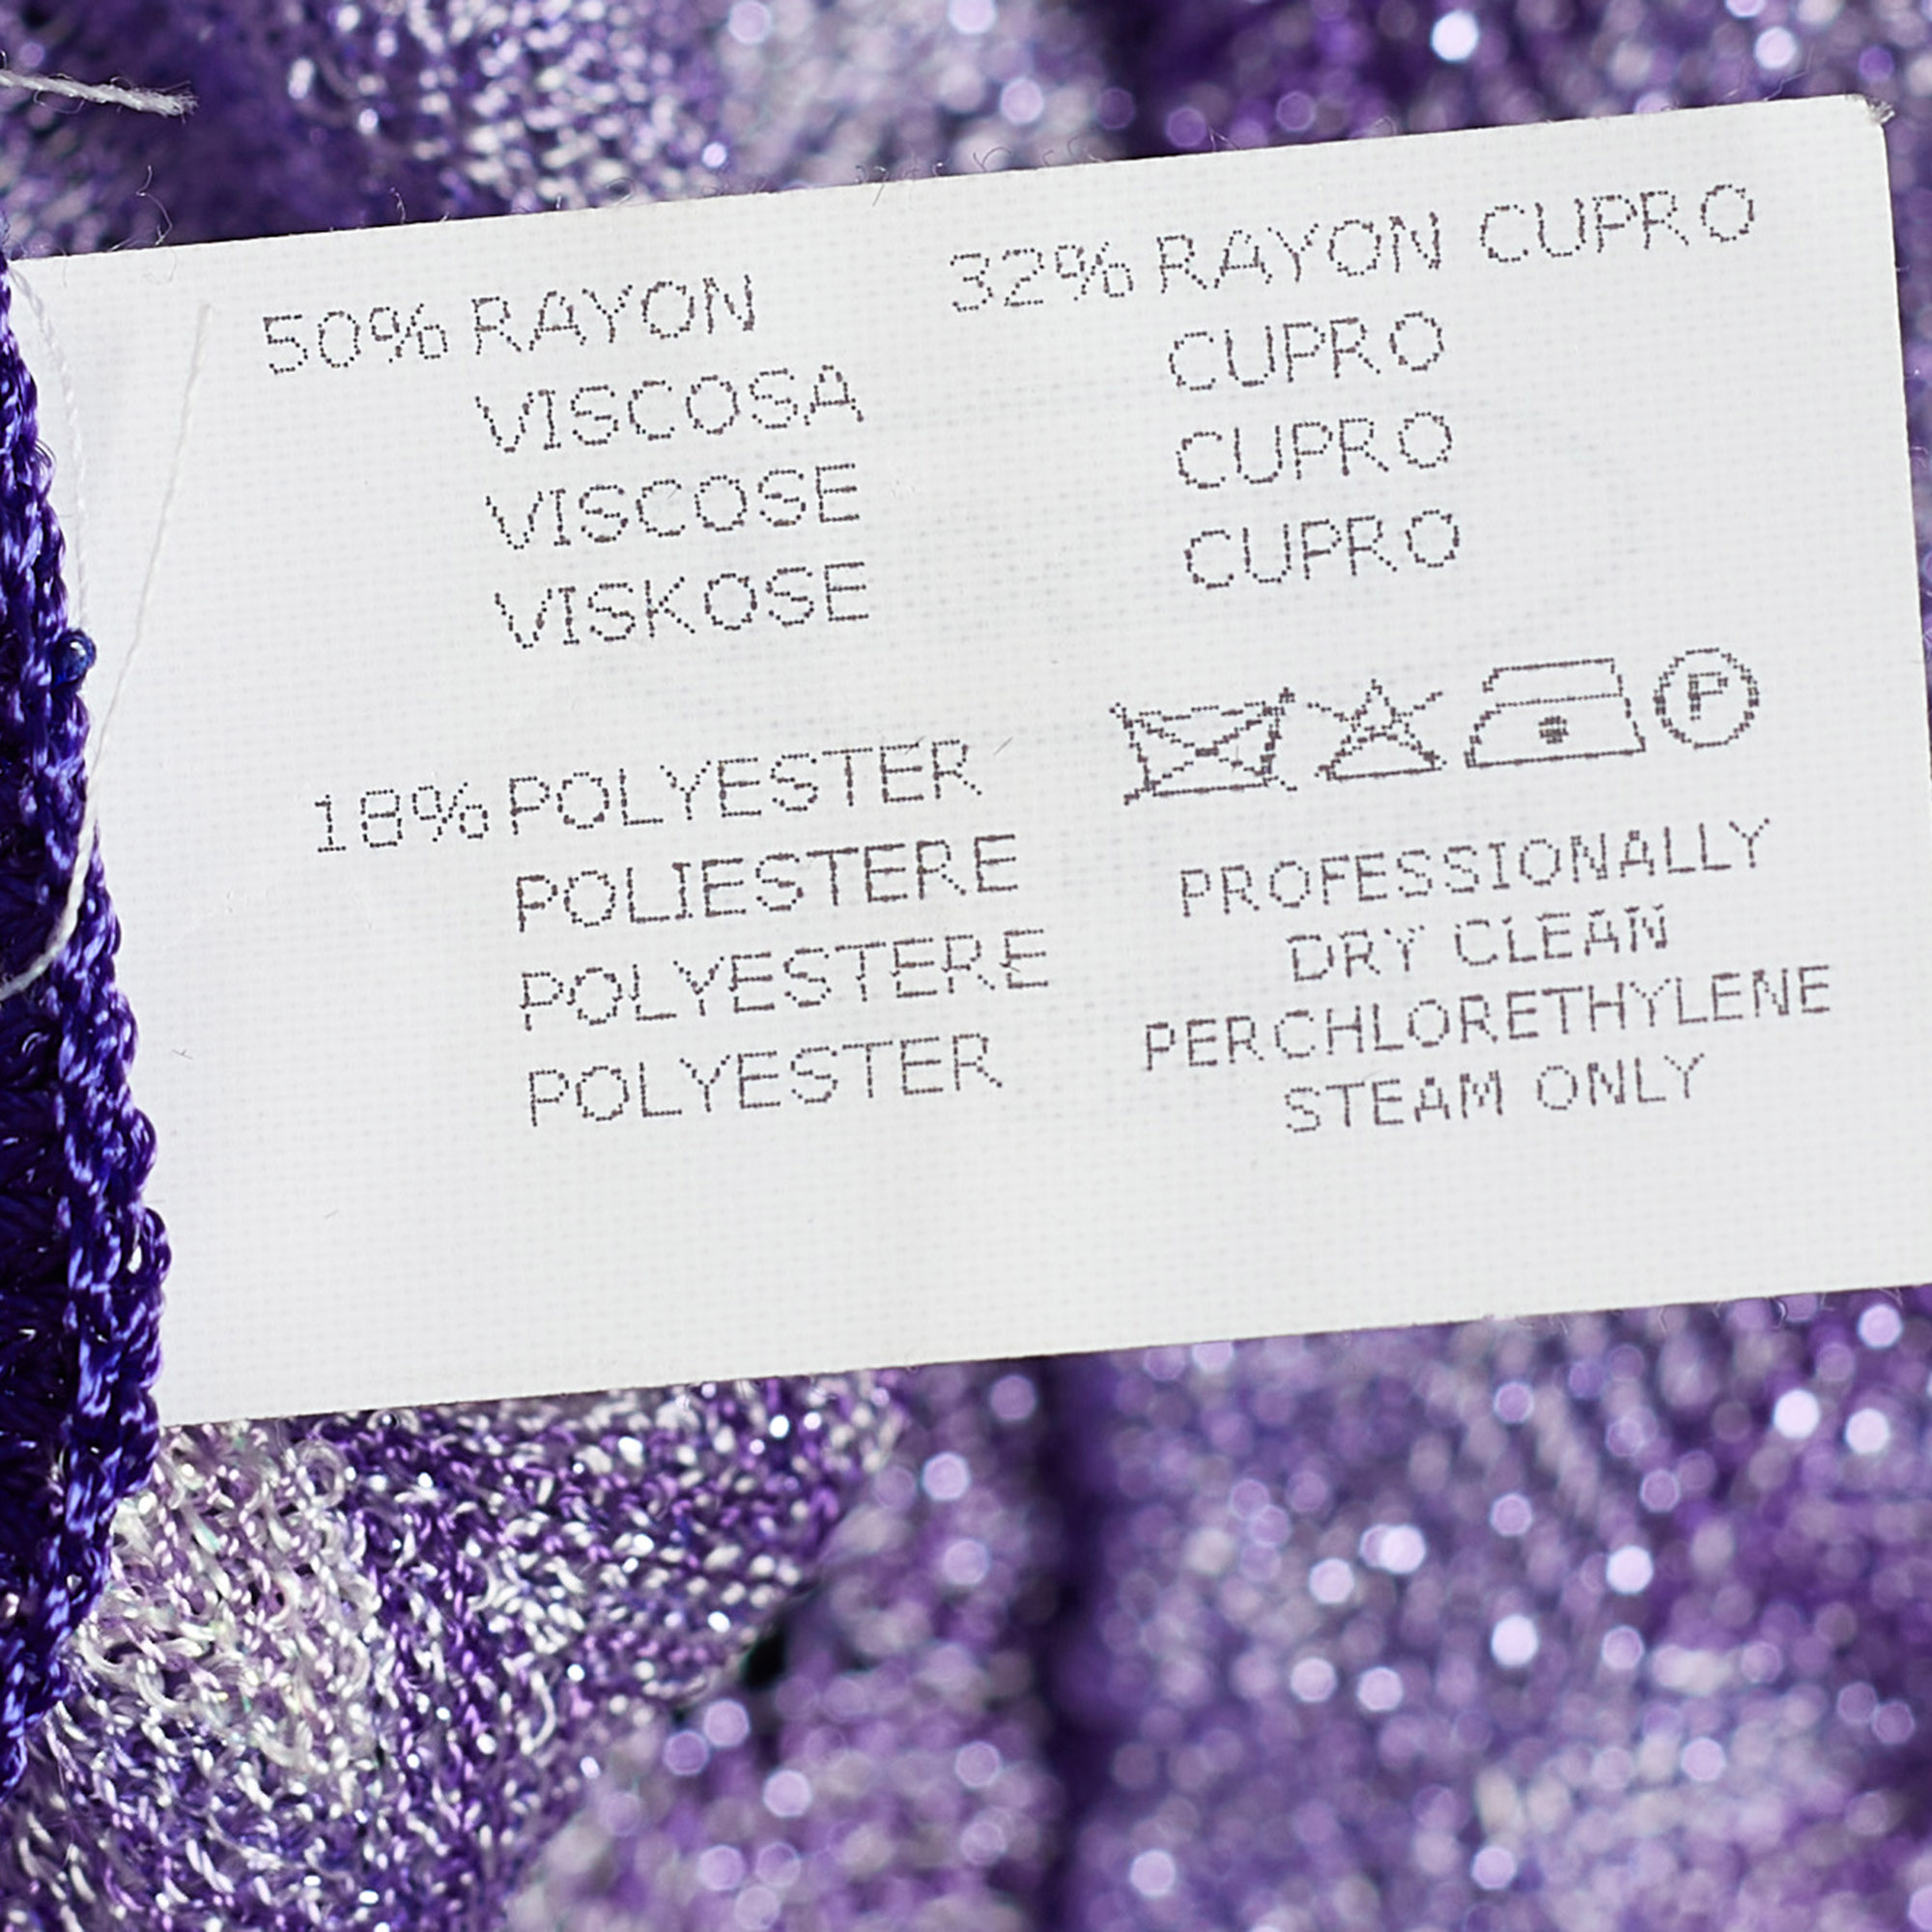 50% RAYON
VISCOSA
VISCOSE
VISKOSE
32% RAYON CUPRO
CUPRO
CUPRO
CUPRO
18% POLYESTER
POLIESTERE
POLYESTERE
POLYESTER
P
PROFESSIONALLY
DRY CLEAN
PERCHLORETHYLENE
STEAM ONLY